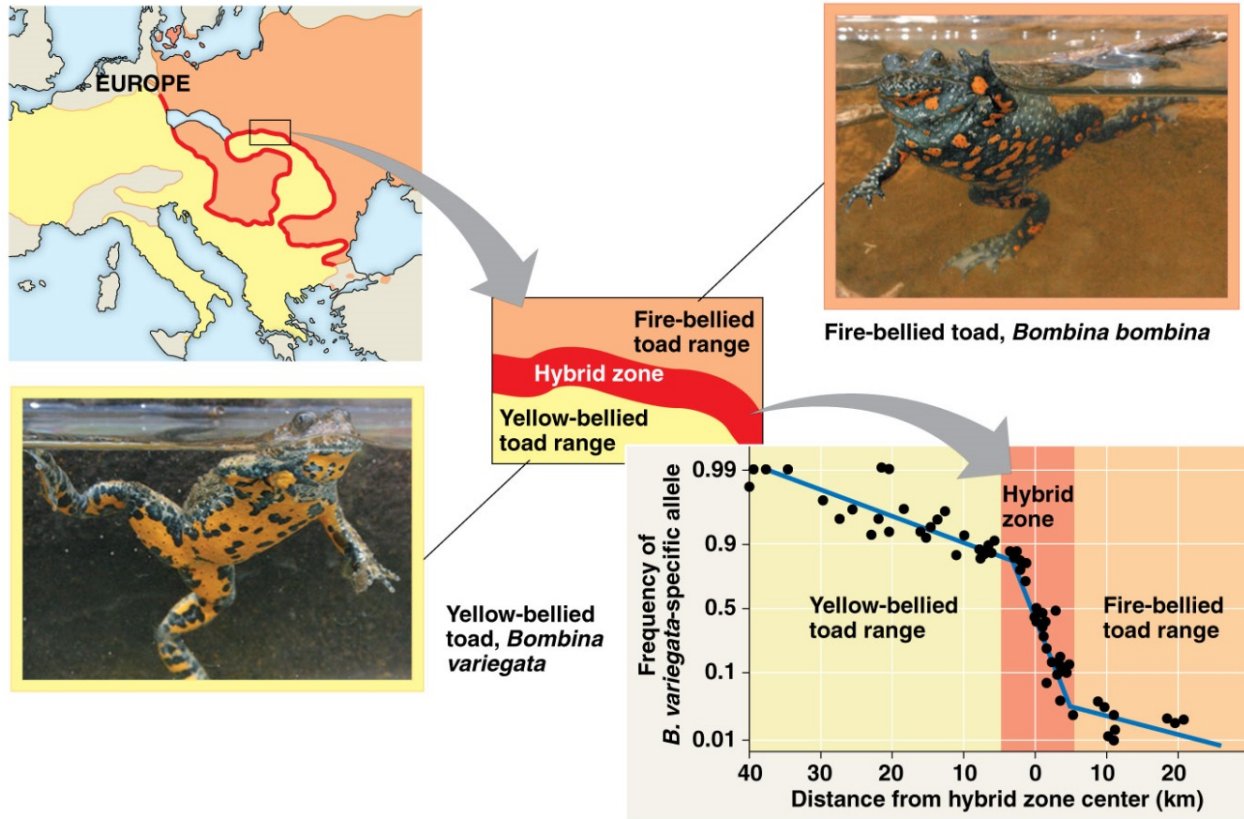 EUROPE
Fire-bellied toad, Bombina bombina
Fire-bellied
toad range
Hybrid zone
Yellow-bellied
toad range
Yellow-bellied
toad, Bombina
variegata
Frequency of
B. variegata-specific allele
0.99
0.9
0.5
0.1
0.01
Hybrid
zone
Yellow-bellied
toad range
Fire-bellied
toad range
40 30 20 10 0 10 20
Distance from hybrid zone center (km)